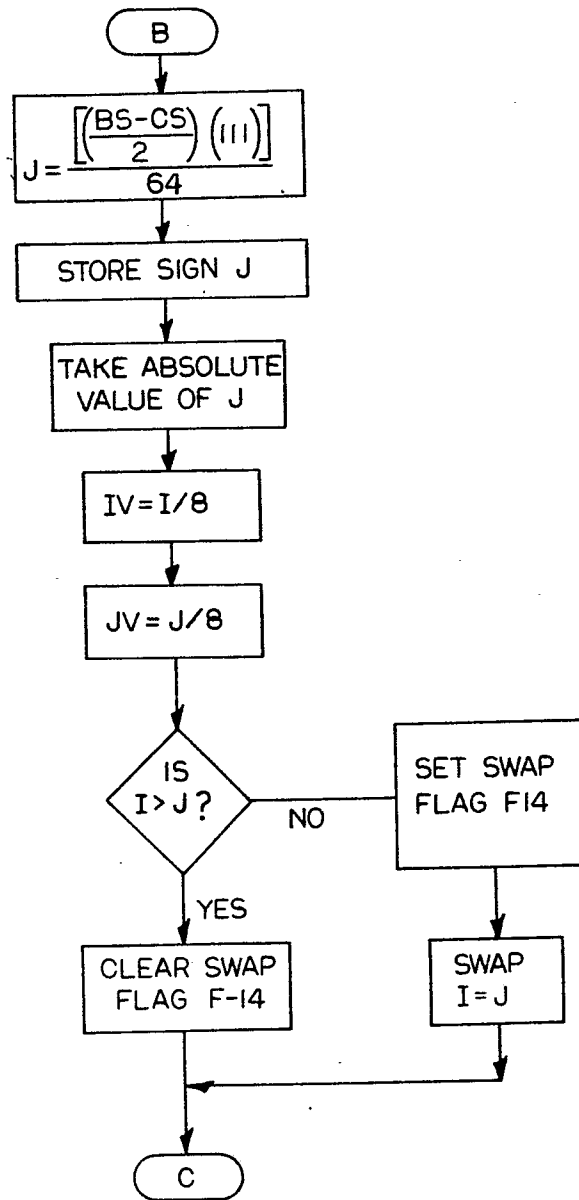 B
J = [((BS-CS)/2) (111)] / 64
STORE SIGN J
TAKE ABSOLUTE
VALUE OF J
IV=I/8
JV=J/8
IS
I>J?
NO
SET SWAP
FLAG F14
YES
CLEAR SWAP
FLAG F-14
SWAP
I=J
C